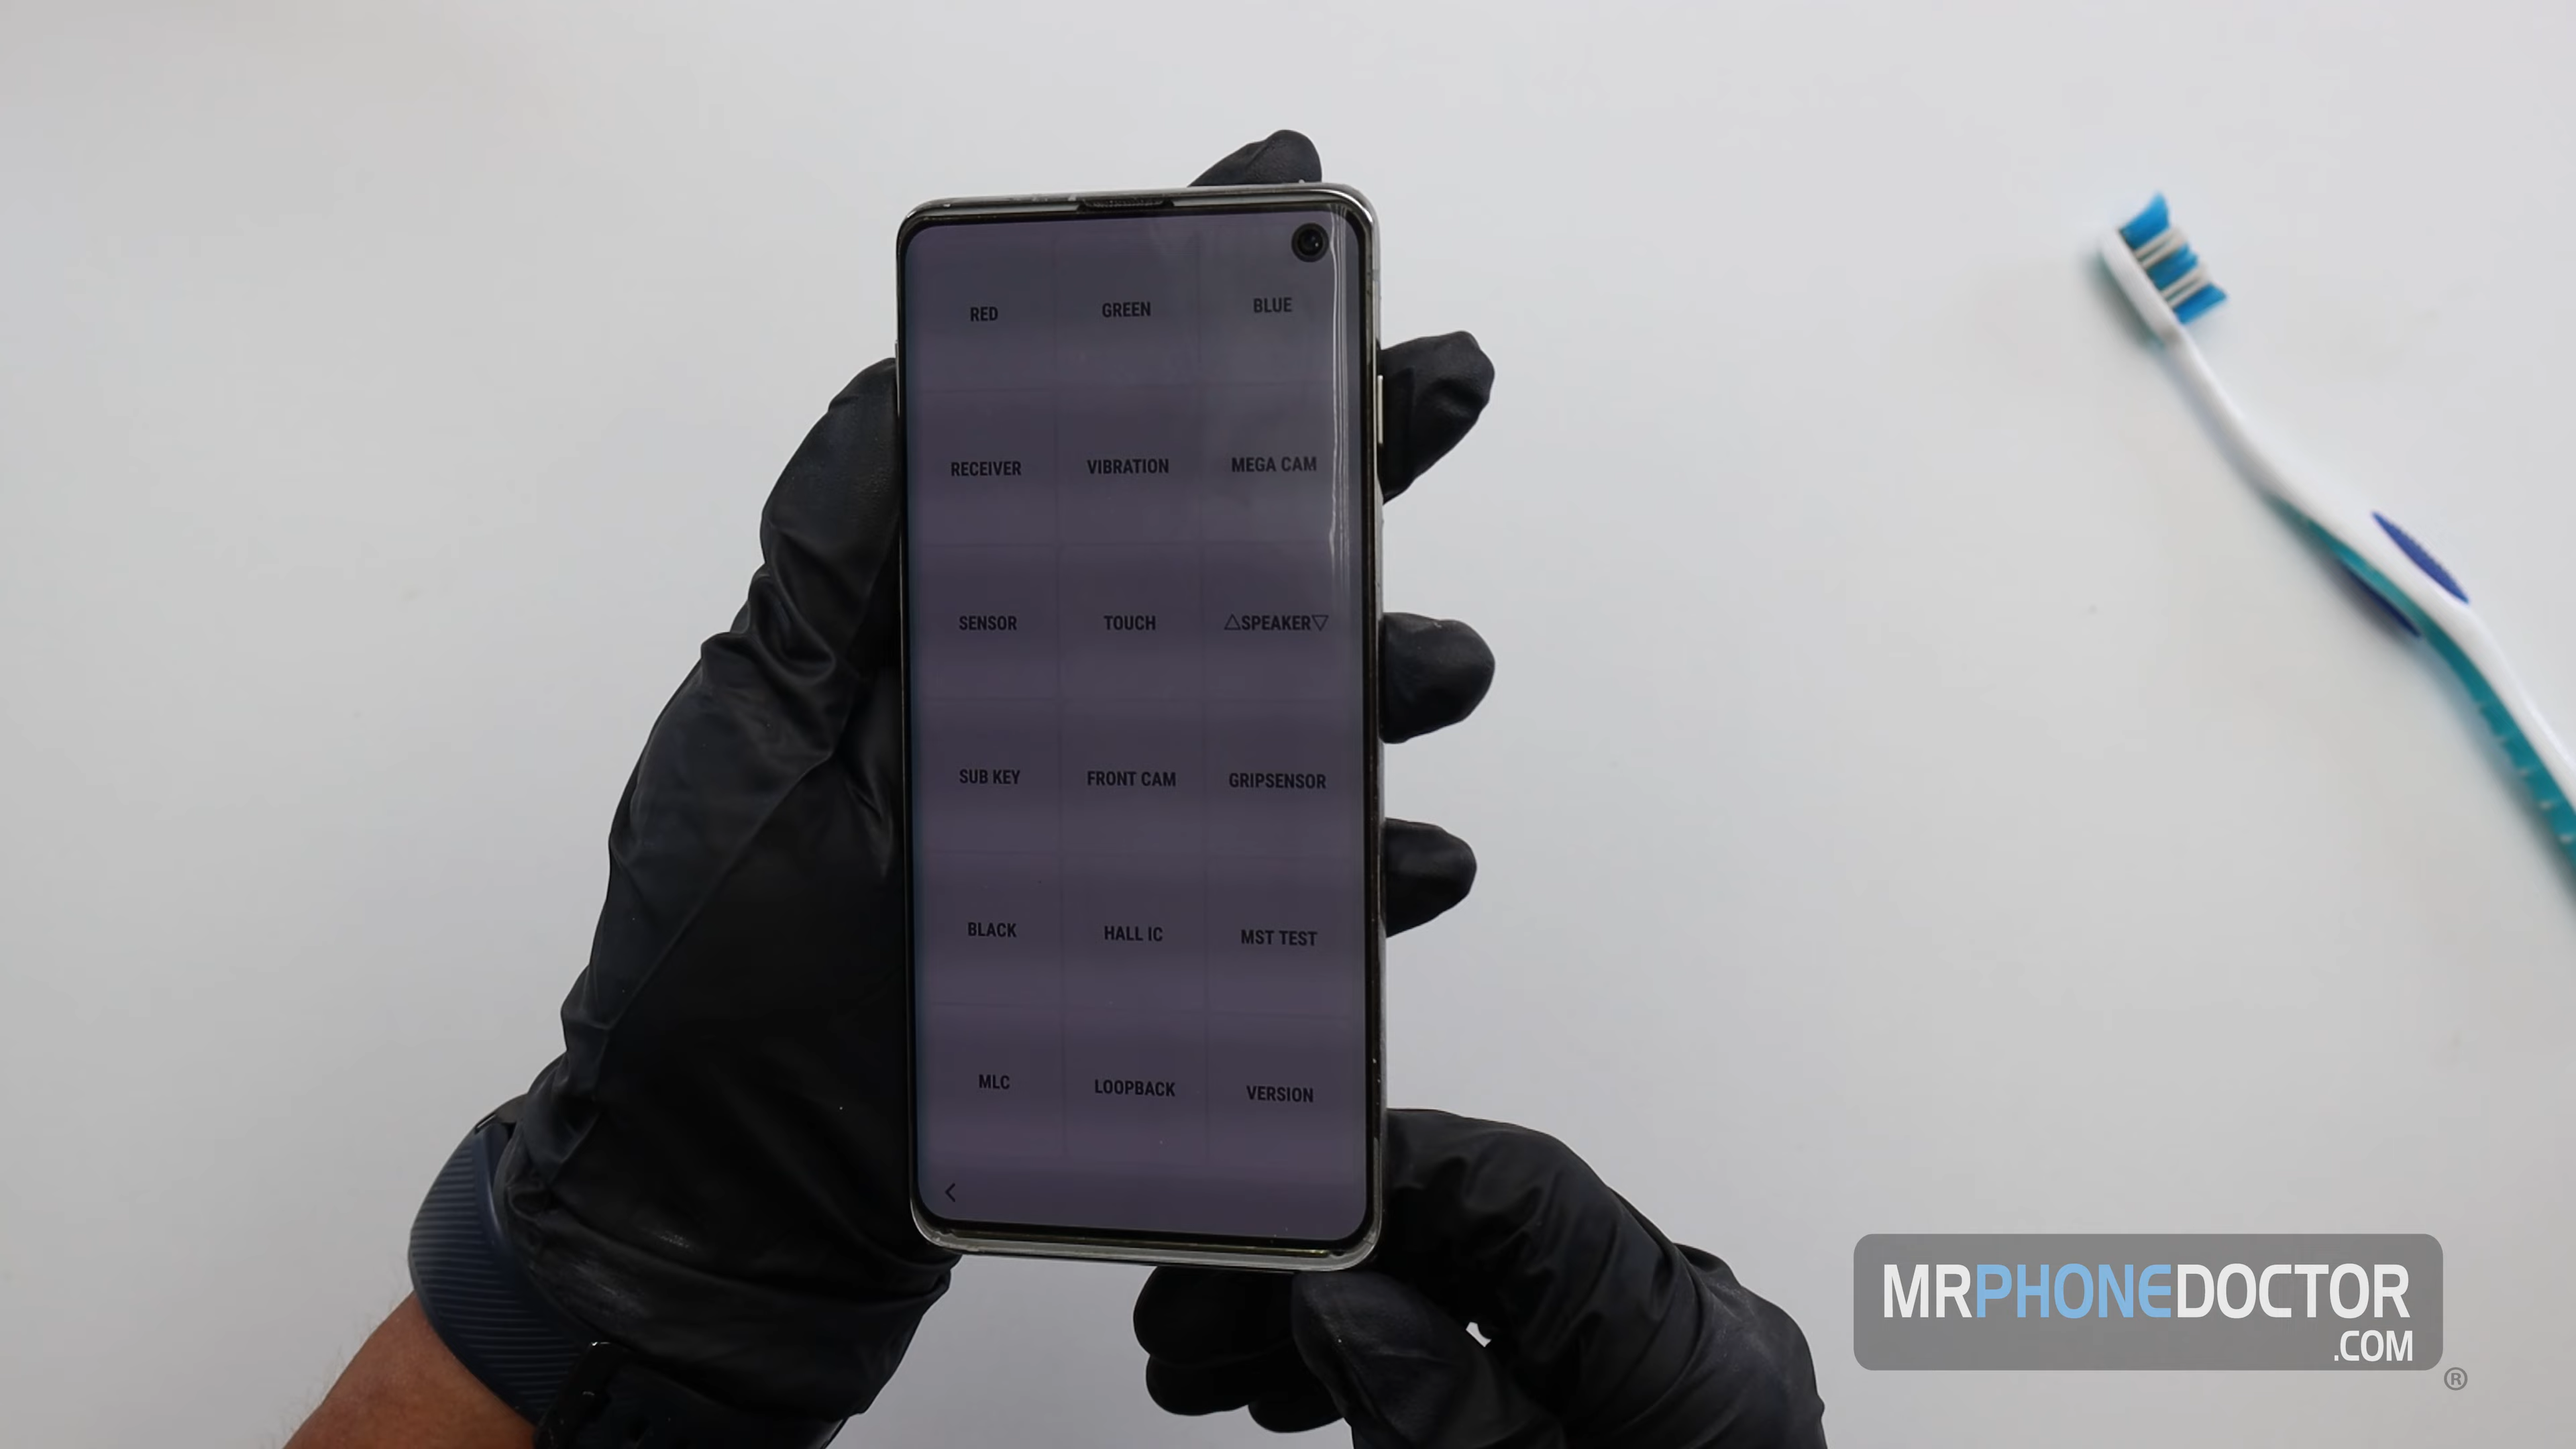 RED
GREEN
BLUE
RECEIVER
VIBRATION
MEGA CAM
SENSOR
TOUCH
△SPEAKER▽
SUB KEY
FRONT CAM
GRIPSENSOR
BLACK
HALL IC
MST TEST
MLC
LOOPBACK
VERSION
MRPHONEDOCTOR
.COM
®